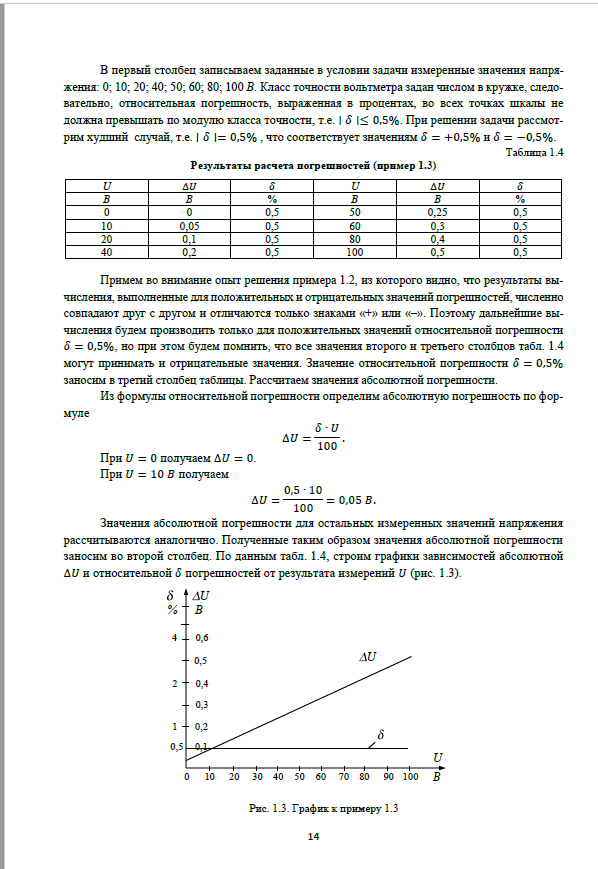 В первый столбец записываем заданные в условии задачи измеренные значения напря-
жения: 0; 10; 20; 40; 50; 60; 80; 100 В. Класс точности вольтметра задан числом в кружке, следо-
вательно, относительная погрешность, выраженная в процентах, во всех точках шкалы не
должна превышать по модулю класса точности, т.е. | δ |≤ 0,5%. При решении задачи рассмот-
рим худший случай, т.е. | δ |= 0,5% , что соответствует значениям δ = +0,5% и δ = −0,5%.
Таблица 1.4
Результаты расчета погрешностей (пример 1.3)
U ΔU δ U ΔU δ
В В % В В %
0 0 0,5 50 0,25 0,5
10 0,05 0,5 60 0,3 0,5
20 0,1 0,5 80 0,4 0,5
40 0,2 0,5 100 0,5 0,5
Примем во внимание опыт решения примера 1.2, из которого видно, что результаты вы-
числения, выполненные для положительных и отрицательных значений погрешностей, численно
совпадают друг с другом и отличаются только знаками «+» или «–». Поэтому дальнейшие вы-
числения будем производить только для положительных значений относительной погрешности
δ = 0,5%, но при этом будем помнить, что все значения второго и третьего столбцов табл. 1.4
могут принимать и отрицательные значения. Значение относительной погрешности δ = 0,5%
заносим в третий столбец таблицы. Рассчитаем значения абсолютной погрешности.
Из формулы относительной погрешности определим абсолютную погрешность по фор-
муле
ΔU = δ · U / 100 .
При U = 0 получаем ΔU = 0.
При U = 10 В получаем
ΔU = 0,5 · 10 / 100 = 0,05 В.
Значения абсолютной погрешности для остальных измеренных значений напряжения
рассчитываются аналогично. Полученные таким образом значения абсолютной погрешности
заносим во второй столбец. По данным табл. 1.4, строим графики зависимостей абсолютной
ΔU и относительной δ погрешностей от результата измерений U (рис. 1.3).
δ ΔU
% В
4 0,6
0,5
ΔU
2 0,4
0,3
1 0,2
δ
0,5 0,1
U
0 10 20 30 40 50 60 70 80 90 100 В
Рис. 1.3. График к примеру 1.3
14